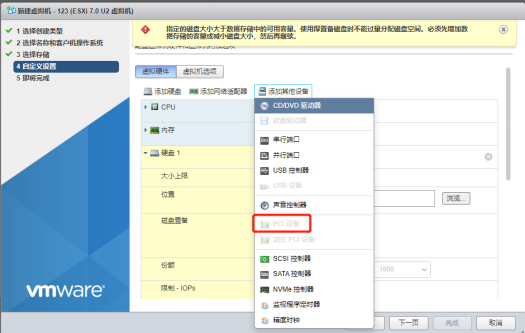 新建虚拟机 - 123 (ESXi 7.0 U2 虚拟机)
1 选择创建类型
2 选择名称和客户机操作系统
3 选择存储
4 自定义设置
5 即将完成
指定的磁盘大小大于数据存储中的可用容量。使用厚置备磁盘时不能过量分配磁盘空间。必须先增加数
据存储的容量或减小磁盘大小，然后再继续。
虚拟硬件
虚拟机选项
添加硬盘
添加网络适配器
添加其他设备
CPU
内存
硬盘 1
大小上限
位置
浏览...
磁盘置备
份额
1000
限制 - IOPs
CD/DVD 驱动器
软盘驱动器
串行端口
并行端口
USB 控制器
USB 设备
声音控制器
PCI 设备
动态 PCI 设备
SCSI 控制器
SATA 控制器
NVMe 控制器
监视程序定时器
精度时钟
vmware
下一页
完成
取消